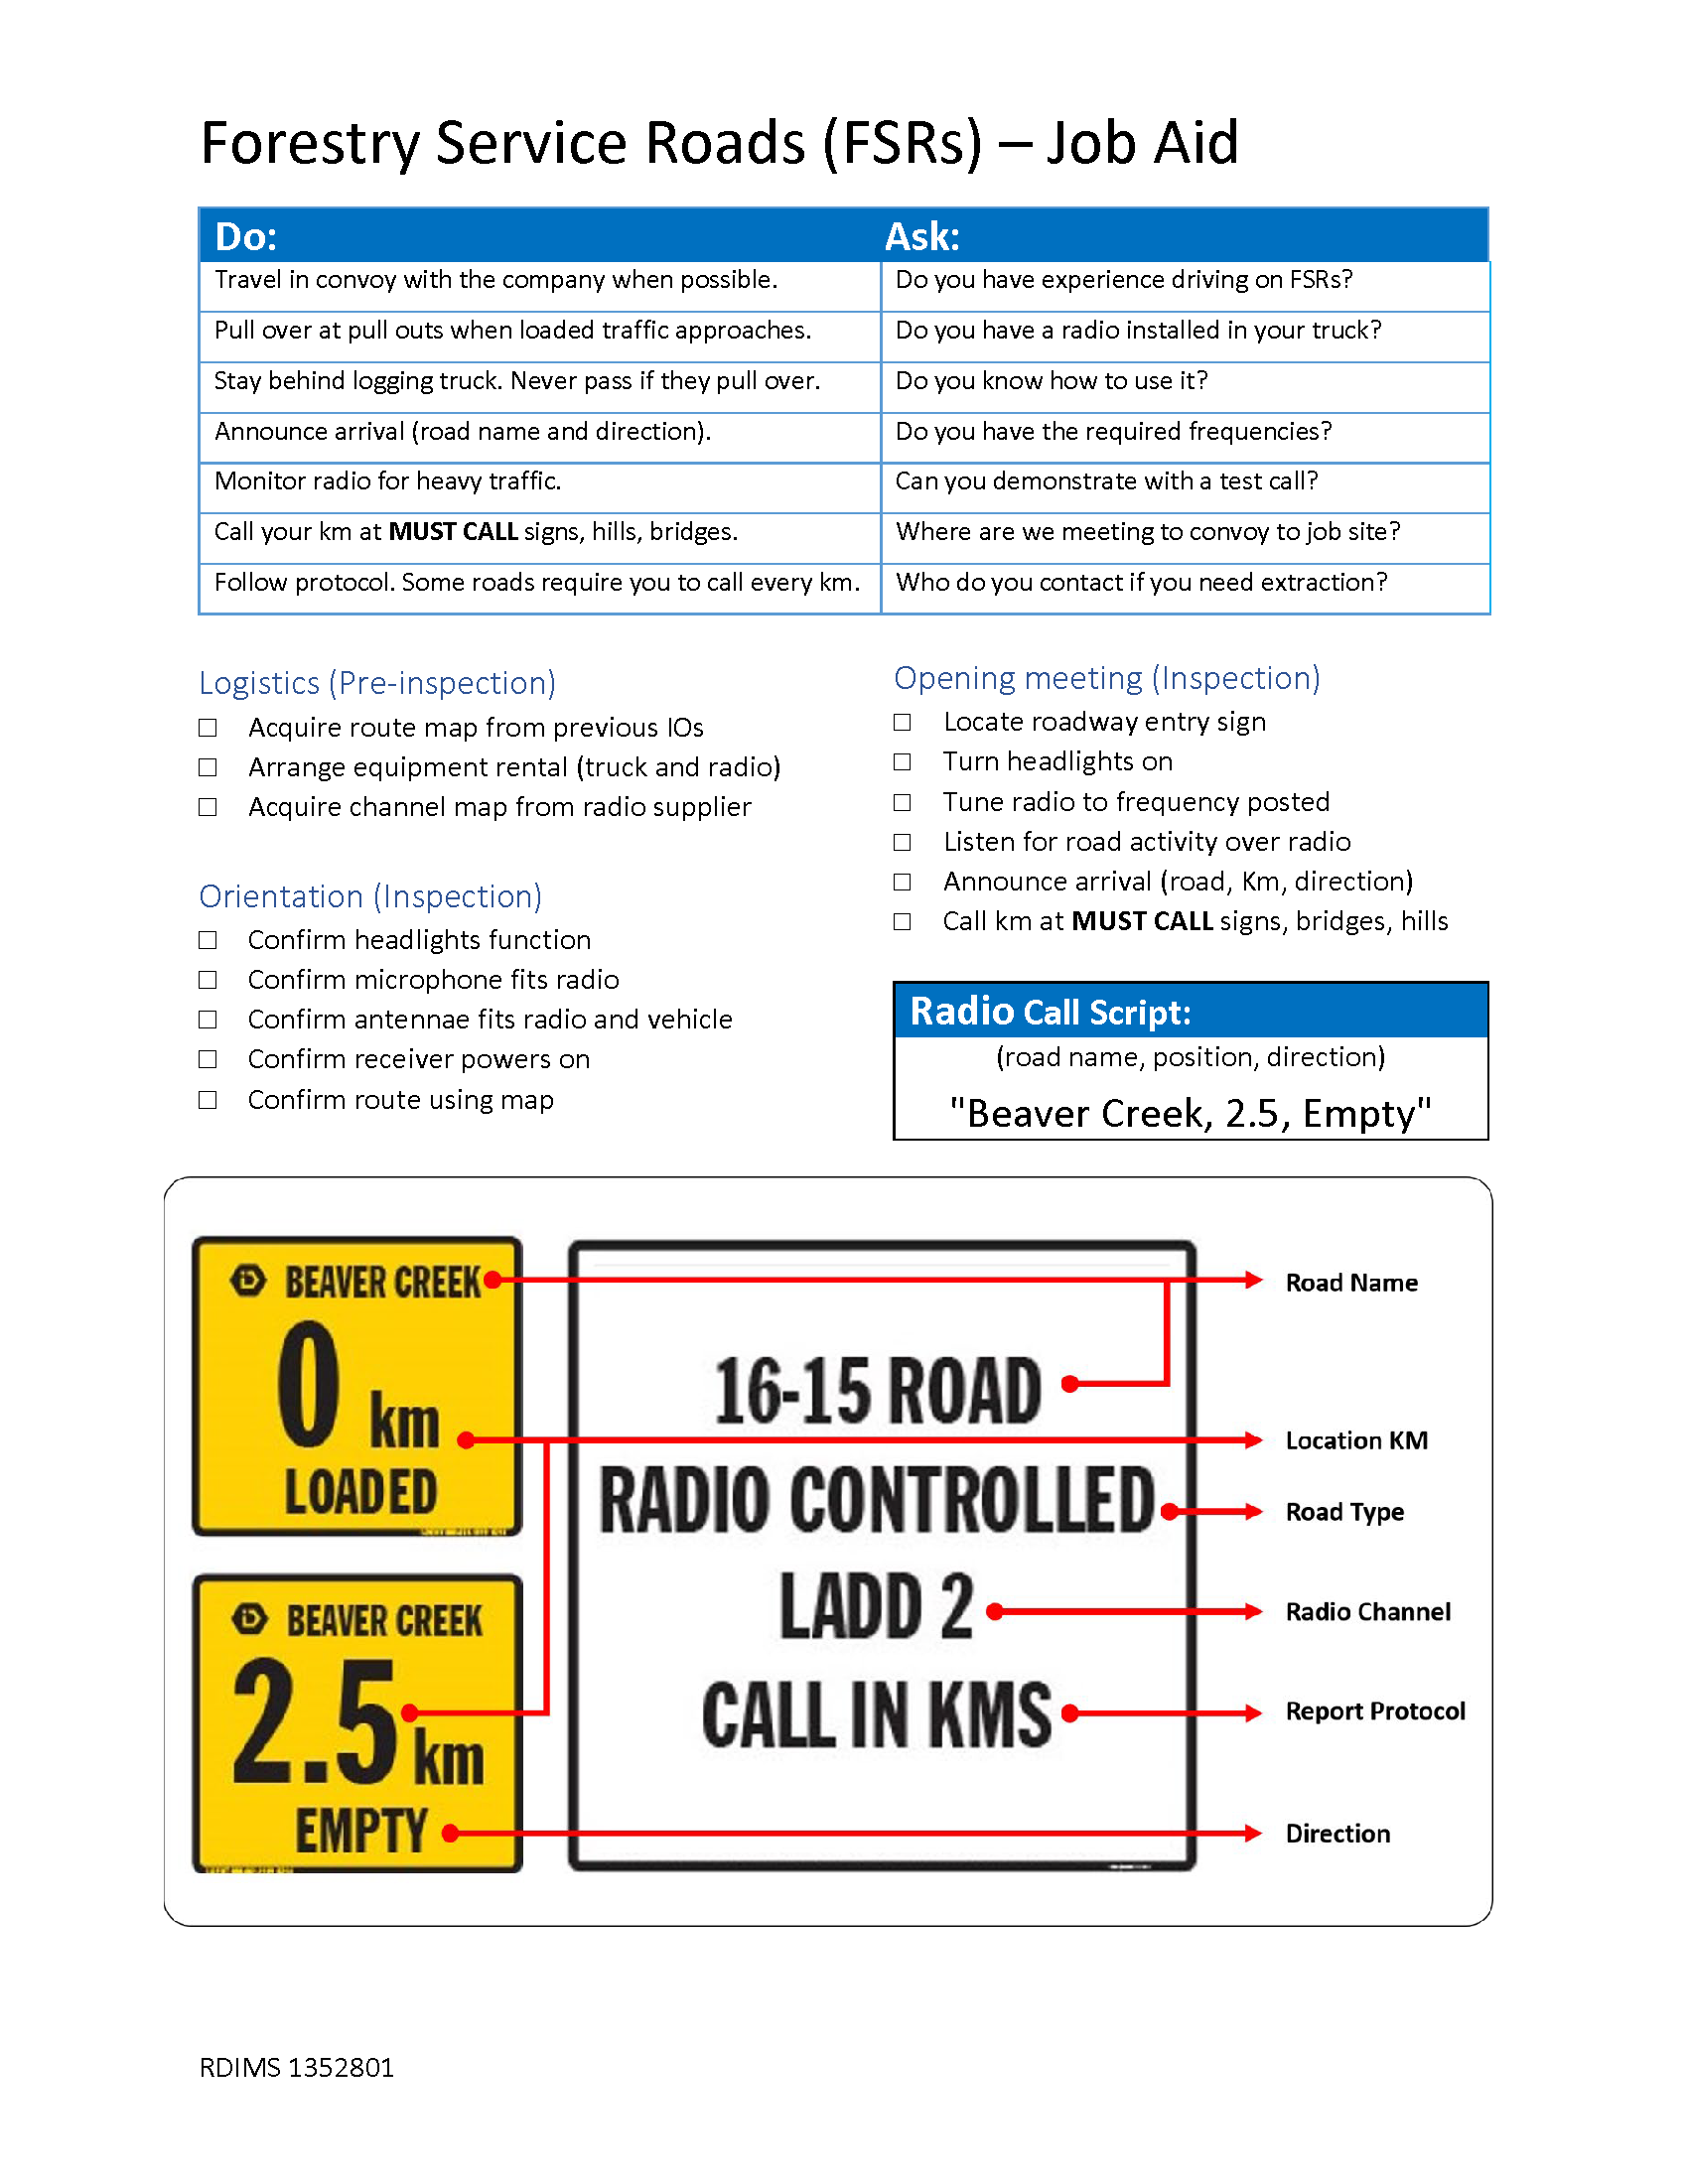 Forestry Service Roads (FSRs) – Job Aid
Do:
Ask:
Travel in convoy with the company when possible.
Do you have experience driving on FSRs?
Pull over at pull outs when loaded traffic approaches.
Do you have a radio installed in your truck?
Stay behind logging truck. Never pass if they pull over.
Do you know how to use it?
Announce arrival (road name and direction).
Do you have the required frequencies?
Monitor radio for heavy traffic.
Can you demonstrate with a test call?
Call your km at MUST CALL signs, hills, bridges.
Where are we meeting to convoy to job site?
Follow protocol. Some roads require you to call every km.
Who do you contact if you need extraction?
Logistics (Pre-inspection)
☐ Acquire route map from previous IOs
☐ Arrange equipment rental (truck and radio)
☐ Acquire channel map from radio supplier
Orientation (Inspection)
☐ Confirm headlights function
☐ Confirm microphone fits radio
☐ Confirm antennae fits radio and vehicle
☐ Confirm receiver powers on
☐ Confirm route using map
Opening meeting (Inspection)
☐ Locate roadway entry sign
☐ Turn headlights on
☐ Tune radio to frequency posted
☐ Listen for road activity over radio
☐ Announce arrival (road, Km, direction)
☐ Call km at MUST CALL signs, bridges, hills
Radio Call Script:
(road name, position, direction)
"Beaver Creek, 2.5, Empty"
BEAVER CREEK
0 km
LOADED
BEAVER CREEK
2.5 km
EMPTY
16-15 ROAD
RADIO CONTROLLED
LADD 2
CALL IN KMS
Road Name
Location KM
Road Type
Radio Channel
Report Protocol
Direction
RDIMS 1352801